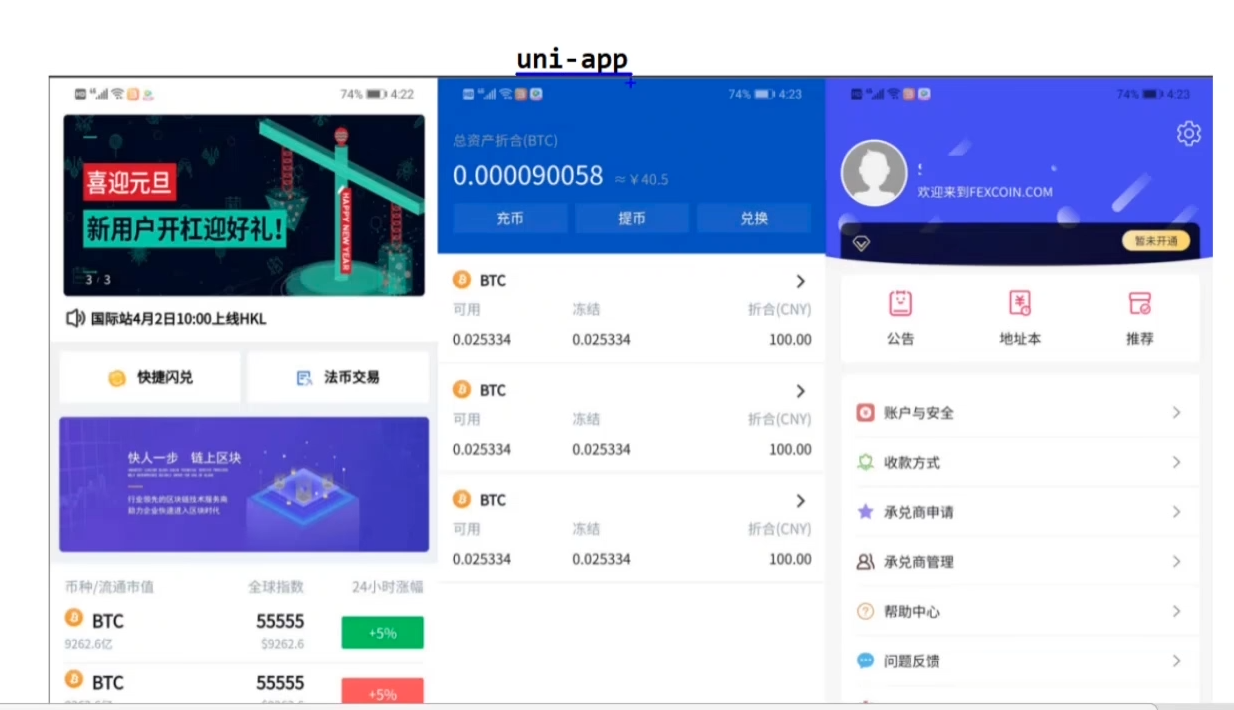 uni-app
74% 4:22
喜迎元旦
新用户开杠迎好礼!
HAPPY NEW YEAR
3 / 3
国际站4月2日10:00上线HKL
快捷闪兑
法币交易
快人一步 链上区块
行业领先的区块链技术服务商
助力企业快速进入区块时代
币种/流通市值 全球指数 24小时涨幅
BTC 55555 +5%
9262.6亿 $9262.6
BTC 55555 +5%
74% 4:23
总资产折合(BTC)
0.000090058 ≈¥40.5
充币 提币 兑换
BTC
可用 冻结 折合(CNY)
0.025334 0.025334 100.00
BTC
可用 冻结 折合(CNY)
0.025334 0.025334 100.00
BTC
可用 冻结 折合(CNY)
0.025334 0.025334 100.00
74% 4:23
欢迎来到FEXCOIN.COM
暂未开通
公告 地址本 推荐
账户与安全
收款方式
承兑商申请
承兑商管理
帮助中心
问题反馈